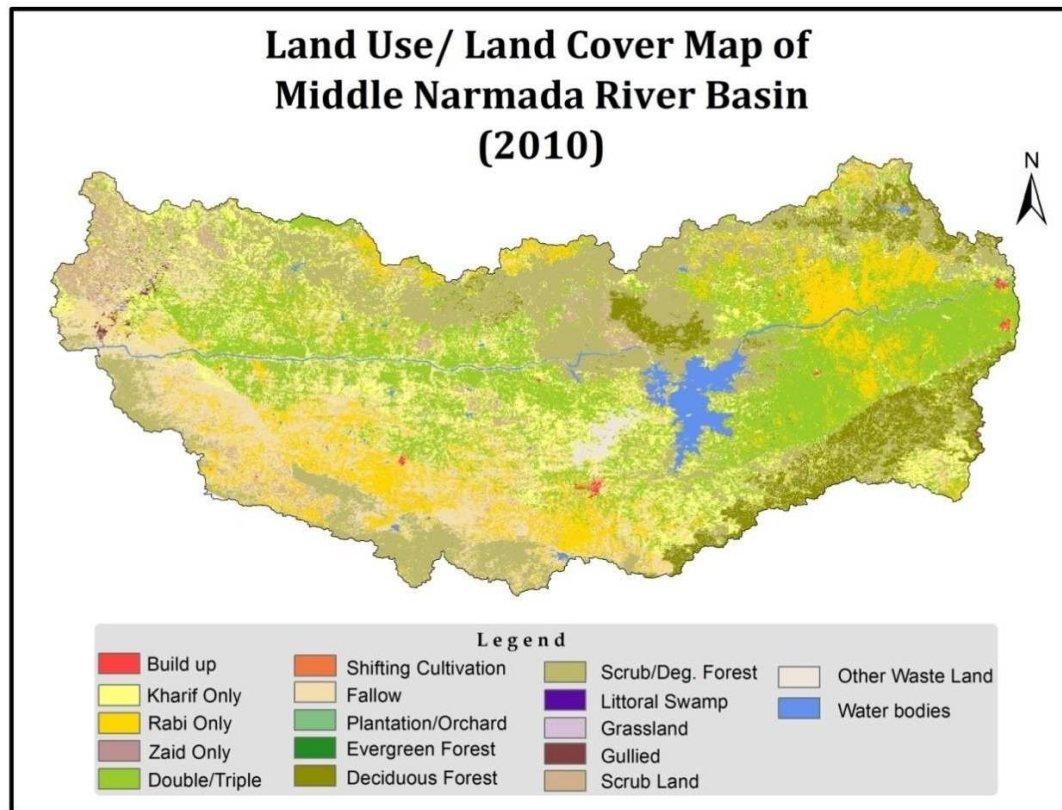 Land Use/ Land Cover Map of
Middle Narmada River Basin
(2010)
N
Legend
Build up
Kharif Only
Rabi Only
Zaid Only
Double/Triple
Shifting Cultivation
Fallow
Plantation/Orchard
Evergreen Forest
Deciduous Forest
Scrub/Deg. Forest
Littoral Swamp
Grassland
Gullied
Scrub Land
Other Waste Land
Water bodies